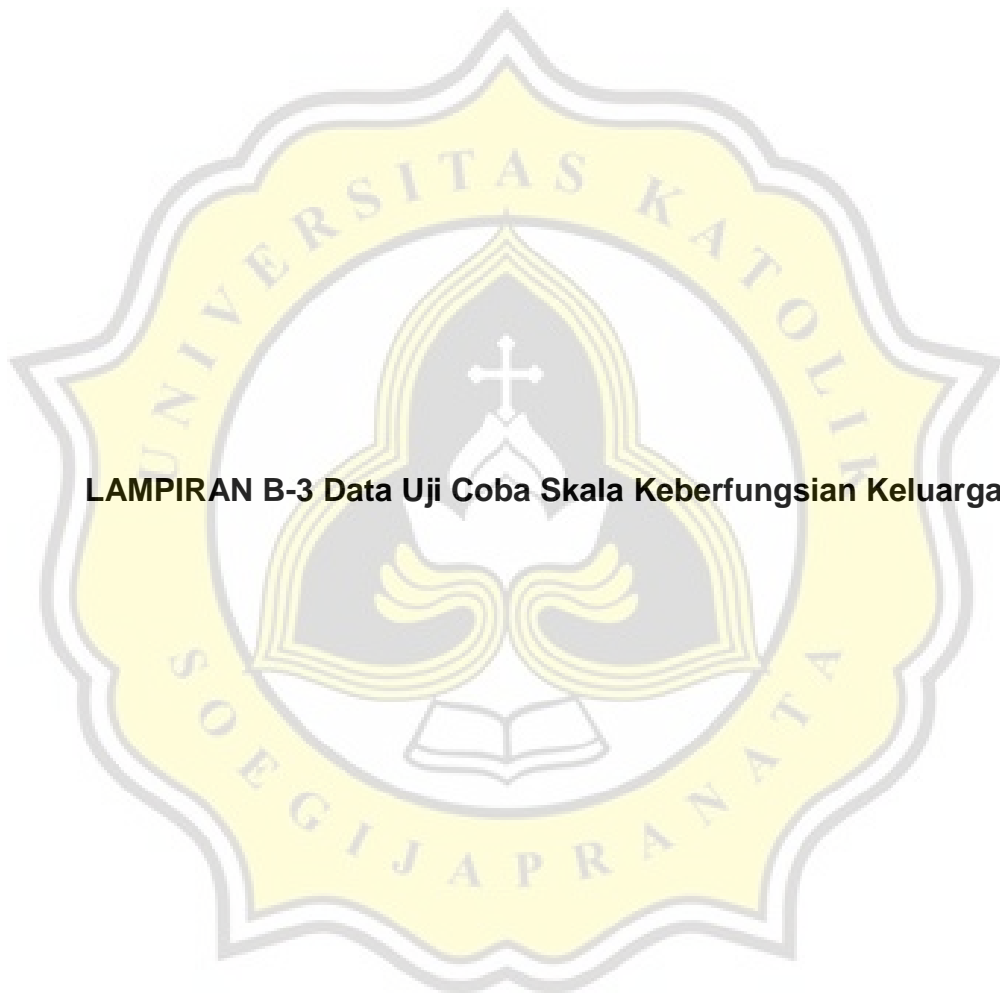 UNIVERSITAS KATOLIK
LAMPIRAN B-3 Data Uji Coba Skala Keberfungsian Keluarga
SOEGIJAPRANATA